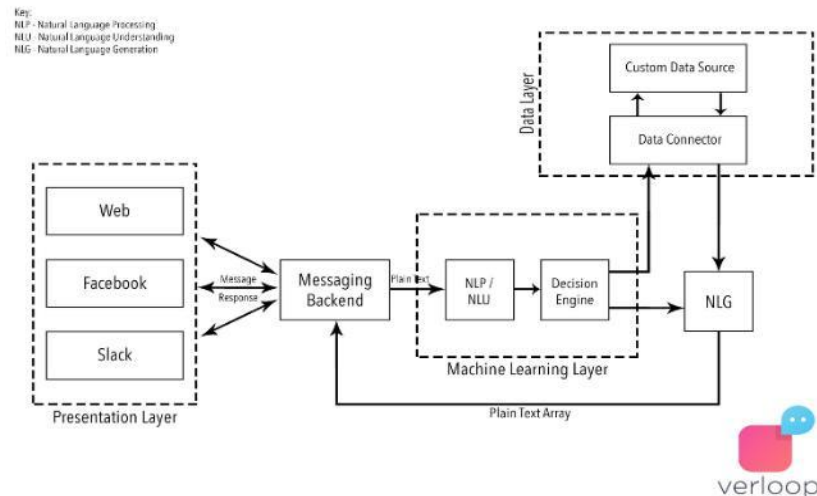 Key:
NLP - Natural Language Processing
NLU - Natural Language Understanding
NLG - Natural Language Generation
Data Layer
Custom Data Source
Data Connector
Web
Facebook
Slack
Presentation Layer
Message
Response
Messaging
Backend
Plain Text
NLP /
NLU
Decision
Engine
Machine Learning Layer
NLG
Plain Text Array
verloop